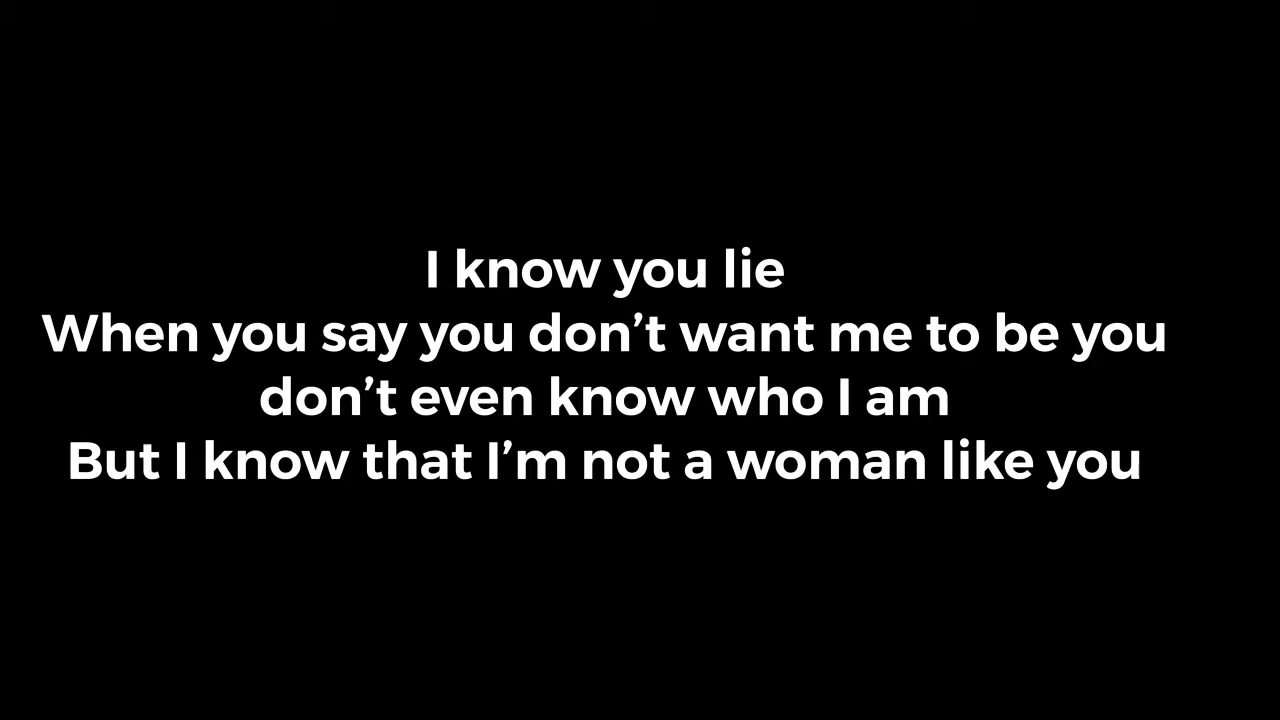 I know you lie
When you say you don’t want me to be you
don’t even know who I am
But I know that I’m not a woman like you